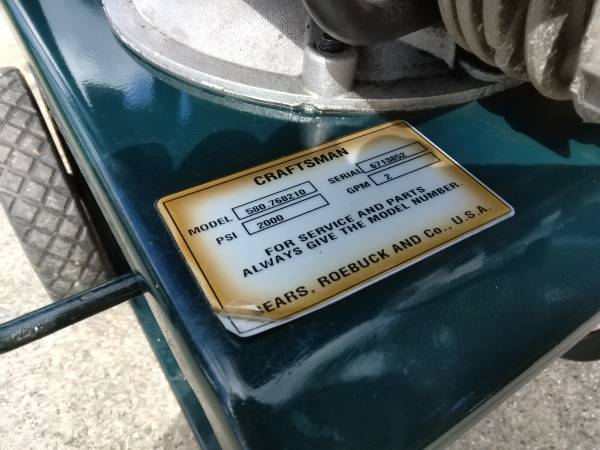 CRAFTSMAN
MODEL 580.768210 SERIAL 6713852
PSI 2000 GPM 2
FOR SERVICE AND PARTS
ALWAYS GIVE THE MODEL NUMBER.
SEARS, ROEBUCK AND Co., U.S.A.